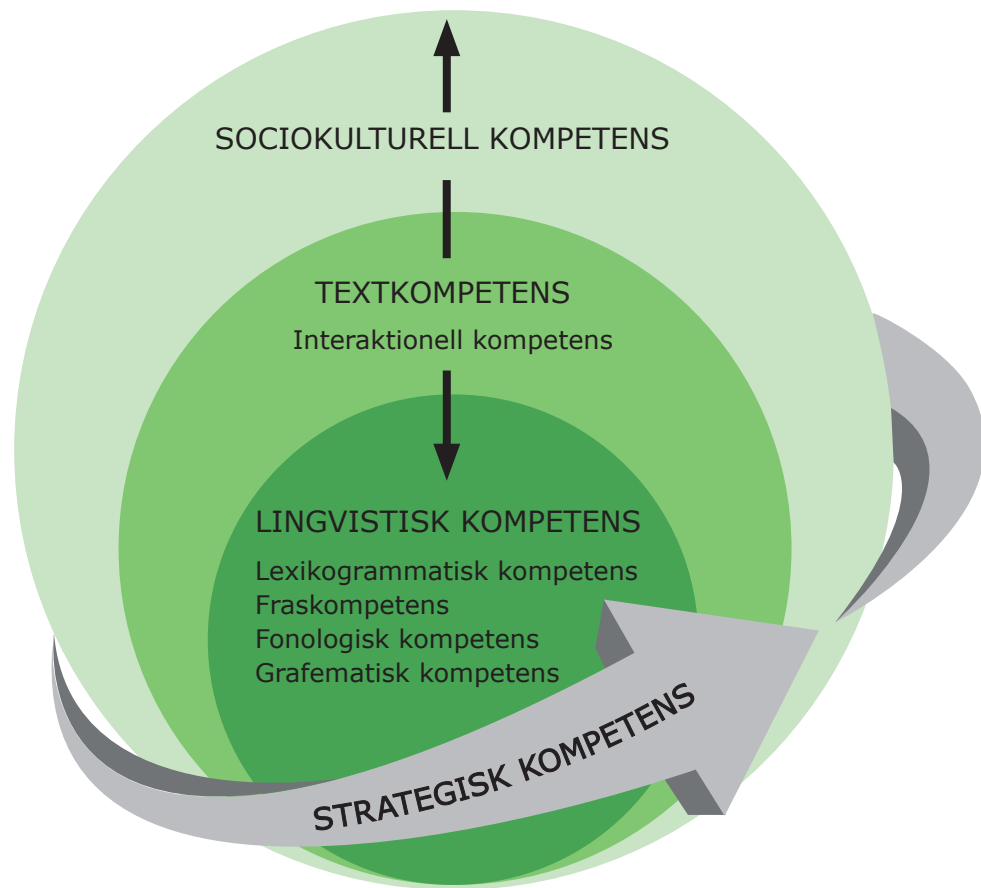 SOCIOKULTURELL KOMPETENS
TEXTKOMPETENS
Interaktionell kompetens
LINGVISTISK KOMPETENS
Lexikogrammatisk kompetens
Fraskompetens
Fonologisk kompetens
Grafematisk kompetens
STRATEGISK KOMPETENS